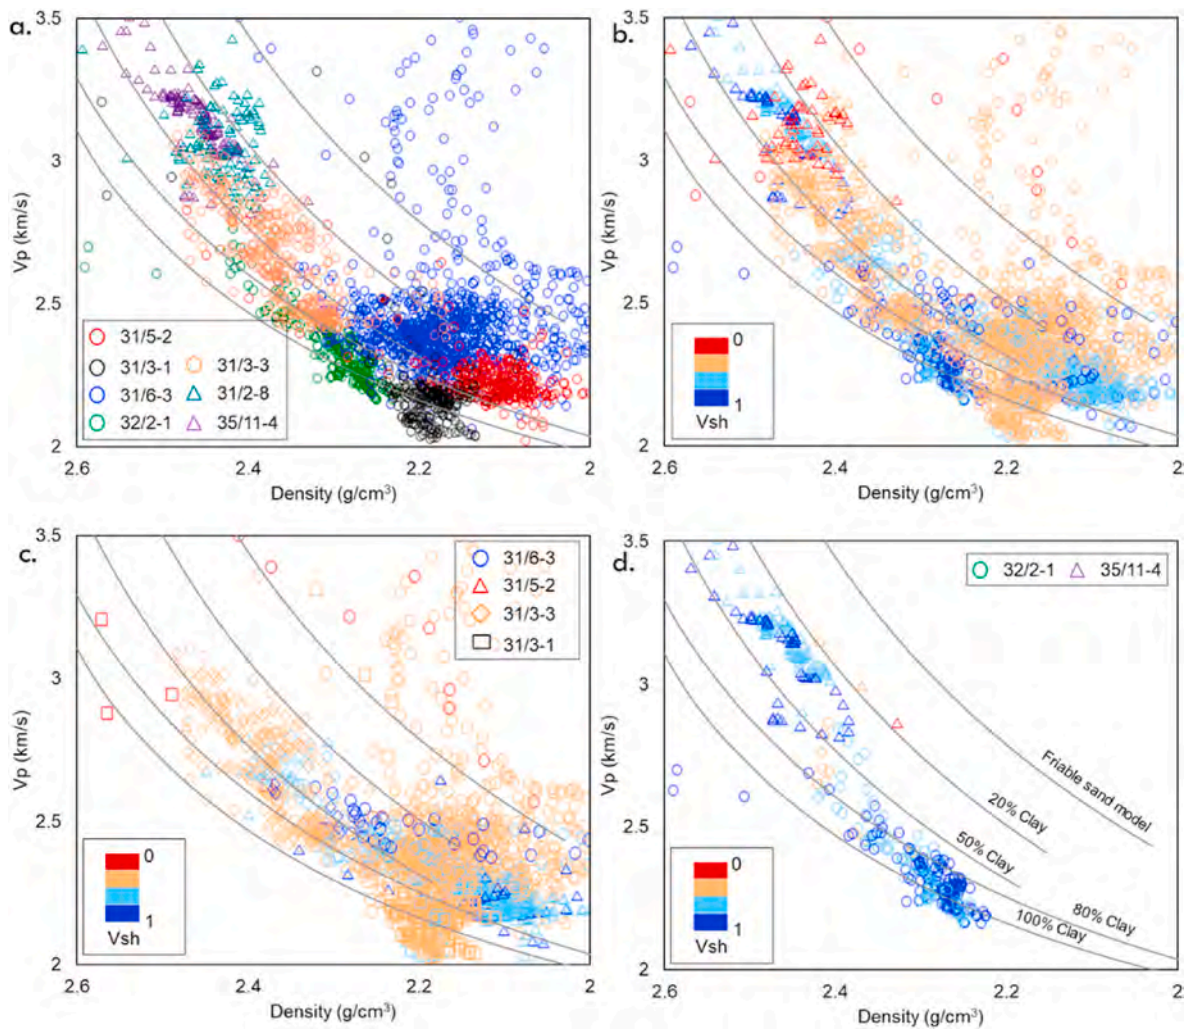 a.
3.5
3
2.5
2
Vp (km/s)
31/5-2
31/3-1
31/3-3
31/6-3
31/2-8
32/2-1
35/11-4
2.6
2.4
2.2
2
Density (g/cm³)
b.
3.5
3
2.5
2
Vp (km/s)
0
1
Vsh
2.6
2.4
2.2
2
Density (g/cm³)
c.
3.5
3
2.5
2
Vp (km/s)
31/6-3
31/5-2
31/3-3
31/3-1
0
1
Vsh
2.6
2.4
2.2
2
Density (g/cm³)
d.
3.5
3
2.5
2
Vp (km/s)
32/2-1 35/11-4
Friable sand model
20% Clay
50% Clay
80% Clay
100% Clay
0
1
Vsh
2.6
2.4
2.2
2
Density (g/cm³)